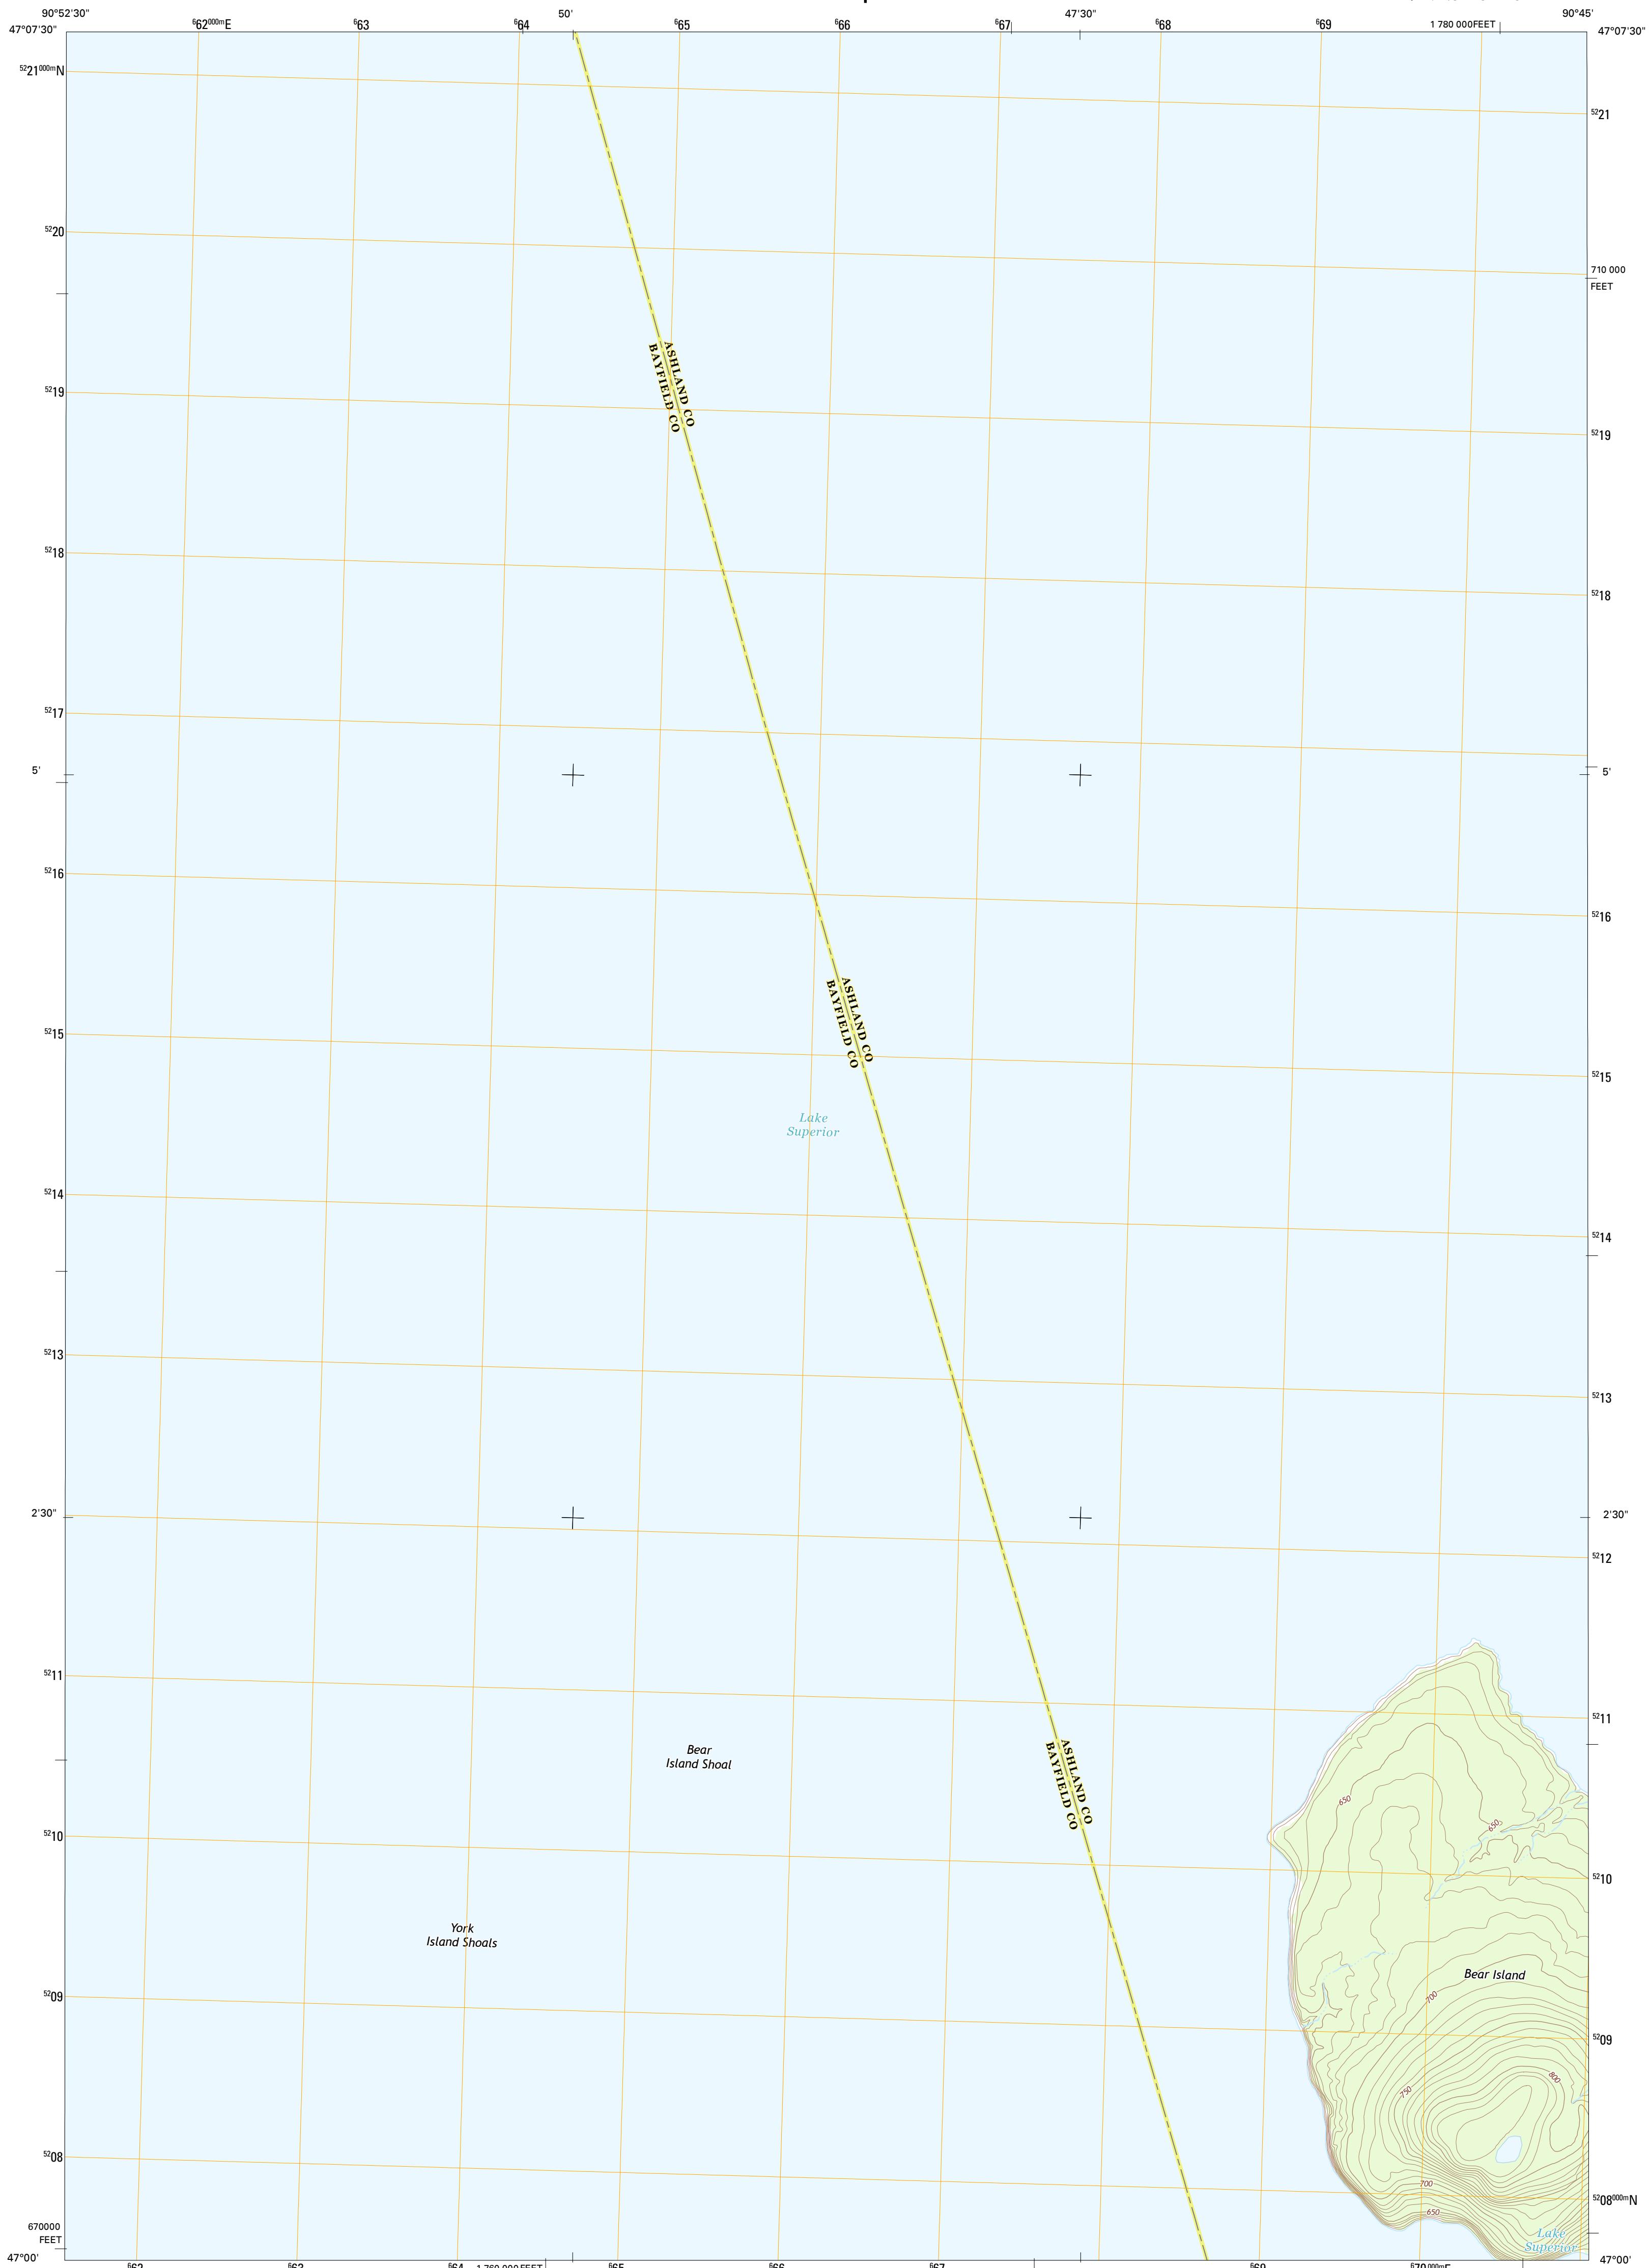 90°52'30" 50' 47'30" 90°45'
⁶62⁰⁰⁰ᵐE ⁶63 ⁶64 ⁶65 ⁶66 ⁶67 ⁶68 ⁶69 1 780 000FEET
47°07'30" 47°07'30"
⁵²21⁰⁰⁰ᵐN
⁵²21
⁵²20
710 000
FEET
ASHLAND CO
BAYFIELD CO
⁵²19
⁵²19
⁵²18
⁵²18
⁵²17
5' 5'
⁵²16
⁵²16
ASHLAND CO
BAYFIELD CO
⁵²15
⁵²15
Lake
Superior
⁵²14
⁵²14
⁵²13
⁵²13
2'30" 2'30"
⁵²12
⁵²11
⁵²11
Bear
Island Shoal
ASHLAND CO
BAYFIELD CO
650
650
⁵²10
⁵²10
York
Island Shoals
Bear Island
700
⁵²09
⁵²09
800
750
⁵²08
700
⁵²08⁰⁰⁰ᵐN
650
670000
FEET
Lake
Superior
47°00' 47°00'